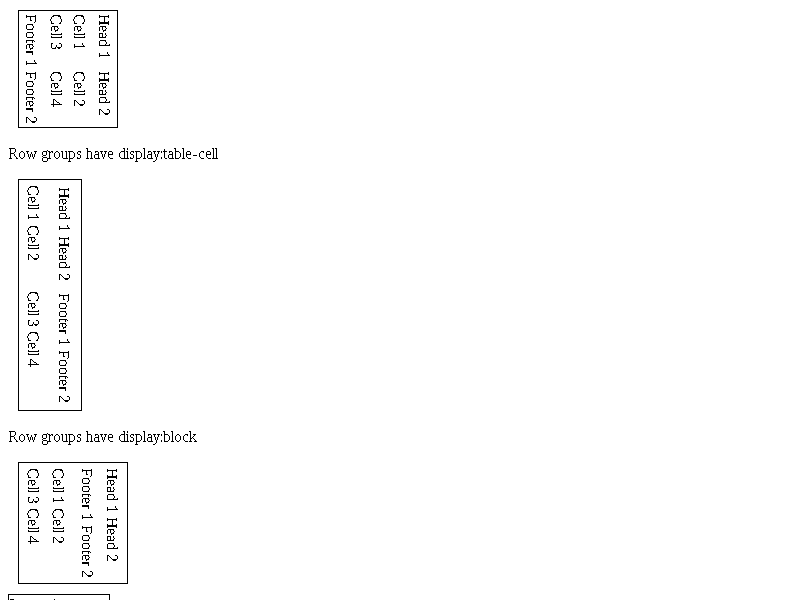 Head 1 Head 2
Cell 1 Cell 2
Cell 3 Cell 4
Footer 1 Footer 2
Row groups have display:table-cell
Head 1 Head 2 Footer 1 Footer 2
Cell 1 Cell 2 Cell 3 Cell 4
Row groups have display:block
Head 1 Head 2
Footer 1 Footer 2
Cell 1 Cell 2
Cell 3 Cell 4